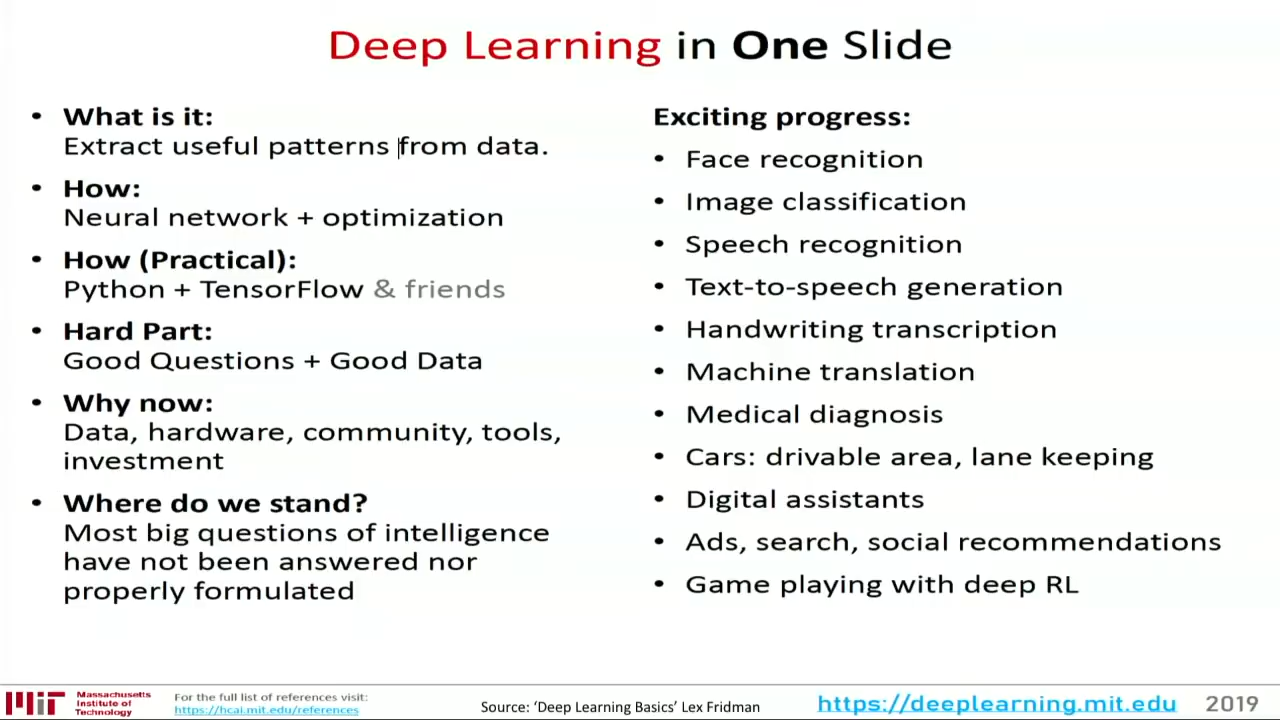 Deep Learning in One Slide
• What is it:
Extract useful patterns from data.
• How:
Neural network + optimization
• How (Practical):
Python + TensorFlow & friends
• Hard Part:
Good Questions + Good Data
• Why now:
Data, hardware, community, tools,
investment
• Where do we stand?
Most big questions of intelligence
have not been answered nor
properly formulated
Exciting progress:
• Face recognition
• Image classification
• Speech recognition
• Text-to-speech generation
• Handwriting transcription
• Machine translation
• Medical diagnosis
• Cars: drivable area, lane keeping
• Digital assistants
• Ads, search, social recommendations
• Game playing with deep RL
MIT
Massachusetts
Institute of
Technology
For the full list of references visit:
https://hcai.mit.edu/references
Source: ‘Deep Learning Basics’ Lex Fridman
https://deeplearning.mit.edu 2019